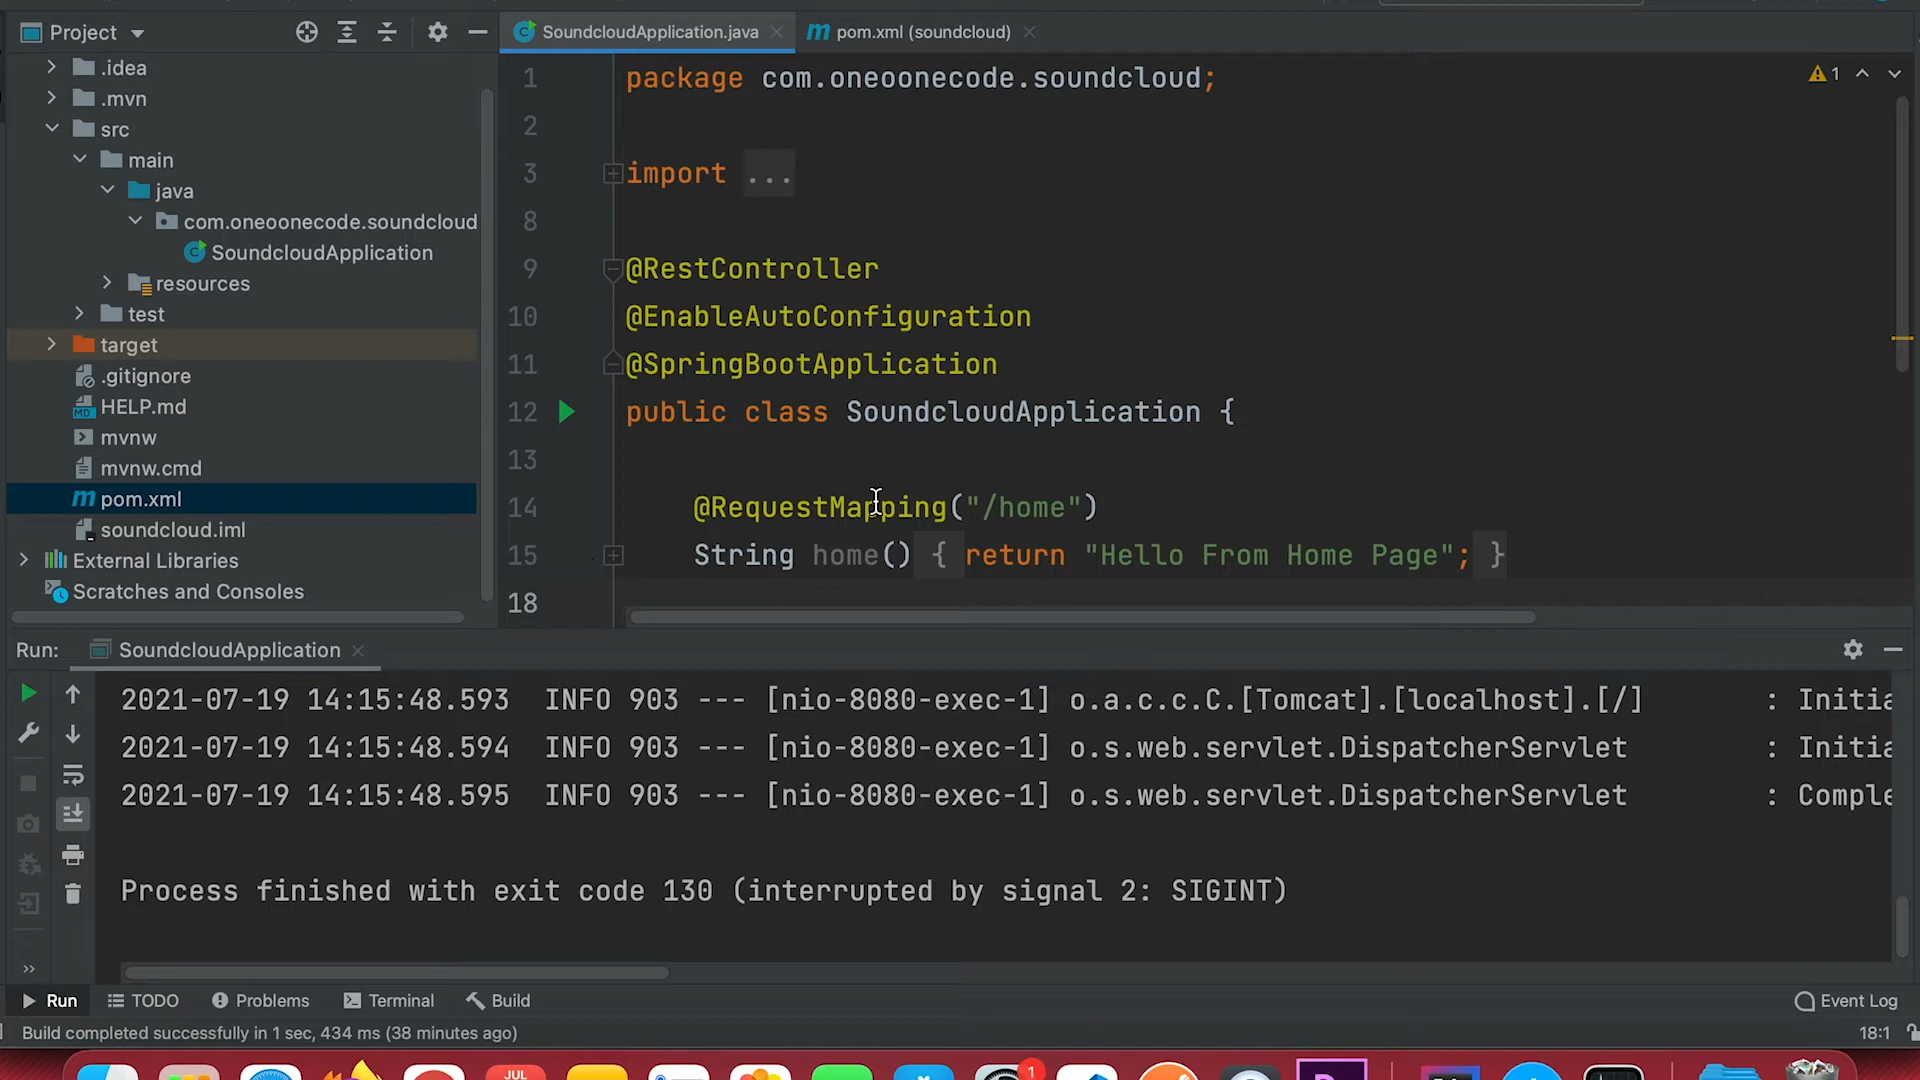 Project
SoundcloudApplication.java
pom.xml (soundcloud)
.idea
.mvn
src
main
java
com.oneoonecode.soundcloud
SoundcloudApplication
resources
test
target
.gitignore
HELP.md
mvnw
mvnw.cmd
pom.xml
soundcloud.iml
External Libraries
Scratches and Consoles
1 package com.oneoonecode.soundcloud;
2
3 import ...
8
9 @RestController
10 @EnableAutoConfiguration
11 @SpringBootApplication
12 public class SoundcloudApplication {
13
14 @RequestMapping("/home")
15 String home() { return "Hello From Home Page"; }
18
1
Run: SoundcloudApplication
2021-07-19 14:15:48.593 INFO 903 --- [nio-8080-exec-1] o.a.c.c.C.[Tomcat].[localhost].[/] : Initia
2021-07-19 14:15:48.594 INFO 903 --- [nio-8080-exec-1] o.s.web.servlet.DispatcherServlet : Initia
2021-07-19 14:15:48.595 INFO 903 --- [nio-8080-exec-1] o.s.web.servlet.DispatcherServlet : Comple
Process finished with exit code 130 (interrupted by signal 2: SIGINT)
Run TODO Problems Terminal Build Event Log
Build completed successfully in 1 sec, 434 ms (38 minutes ago) 18:1
JUL
1